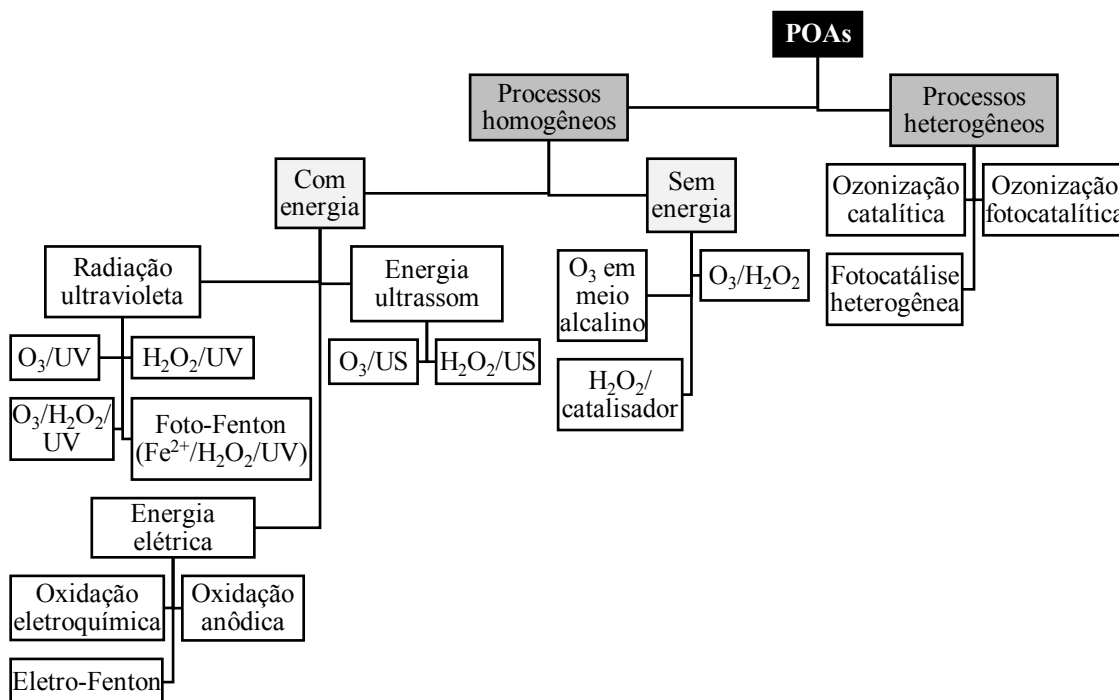 POAs
Processos
homogêneos
Processos
heterogêneos
Com
energia
Sem
energia
Ozonização
catalítica
Ozonização
fotocatalítica
Radiação
ultravioleta
Energia
ultrassom
O₃ em
meio
alcalino
O₃/H₂O₂
Fotocatálise
heterogênea
O₃/UV
H₂O₂/UV
O₃/US
H₂O₂/US
H₂O₂/
catalisador
O₃/H₂O₂/
UV
Foto-Fenton
(Fe²⁺/H₂O₂/UV)
Energia
elétrica
Oxidação
eletroquímica
Oxidação
anôdica
Eletro-Fenton